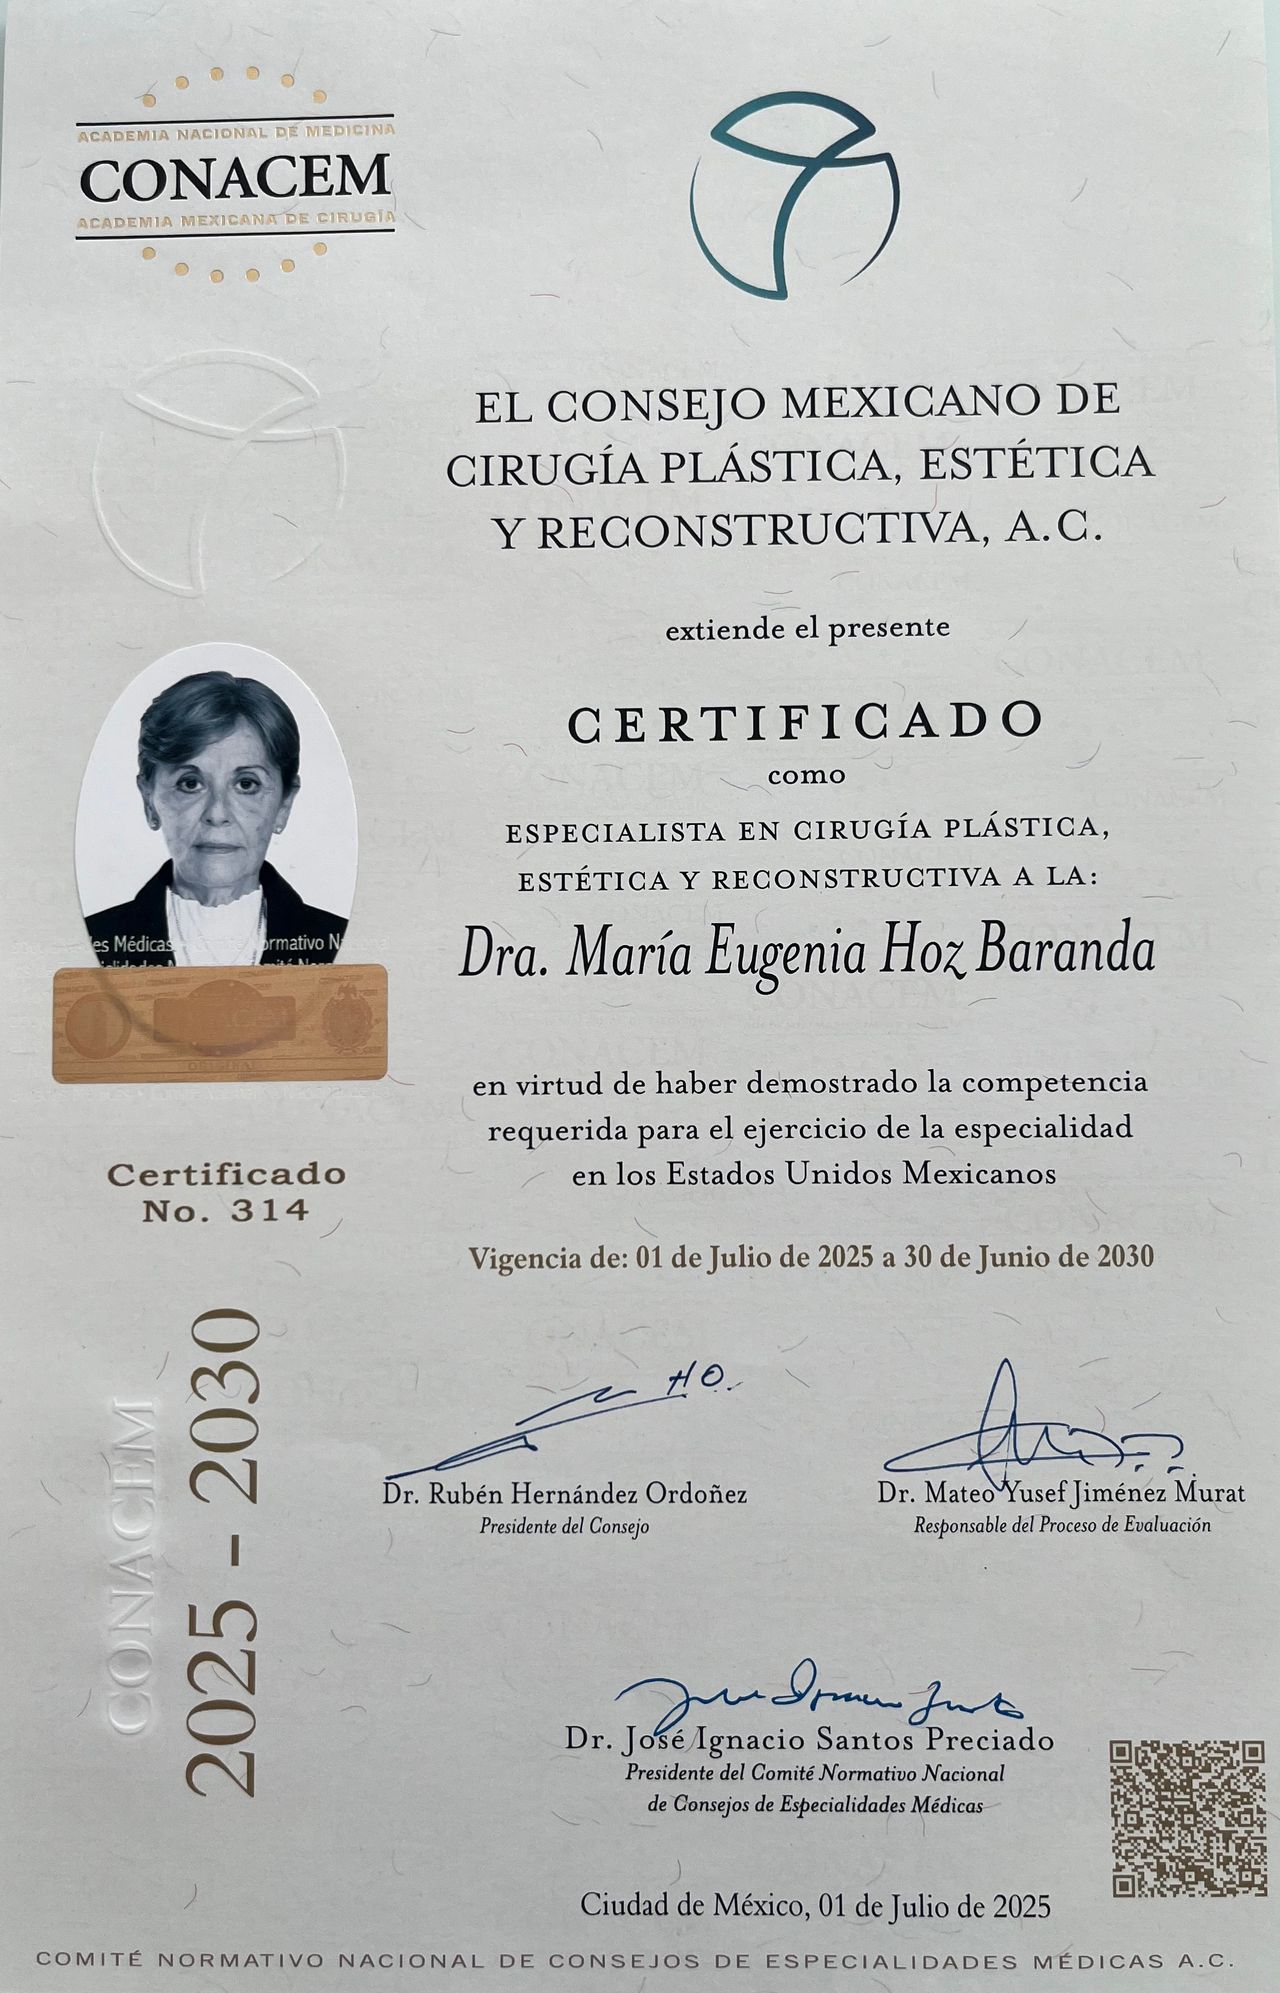 ACADEMIA NACIONAL DE MEDICINA
CONACEM
ACADEMIA MEXICANA DE CIRUGÍA
EL CONSEJO MEXICANO DE
CIRUGÍA PLÁSTICA, ESTÉTICA
Y RECONSTRUCTIVA, A.C.
extiende el presente
CERTIFICADO
como
ESPECIALISTA EN CIRUGÍA PLÁSTICA,
ESTÉTICA Y RECONSTRUCTIVA A LA:
Dra. María Eugenia Hoz Baranda
es Médicas
ormativo N
ORIGINAL
en virtud de haber demostrado la competencia
requerida para el ejercicio de la especialidad
en los Estados Unidos Mexicanos
Certificado
No. 314
Vigencia de: 01 de Julio de 2025 a 30 de Junio de 2030
CONACEM
2025 - 2030
H O.
Dr. Rubén Hernández Ordoñez
Presidente del Consejo
Dr. Mateo Yusef Jiménez Murat
Responsable del Proceso de Evaluación
Dr. José Ignacio Santos Preciado
Presidente del Comité Normativo Nacional
de Consejos de Especialidades Médicas
Ciudad de México, 01 de Julio de 2025
COMITÉ NORMATIVO NACIONAL DE CONSEJOS DE ESPECIALIDADES MÉDICAS A.C.